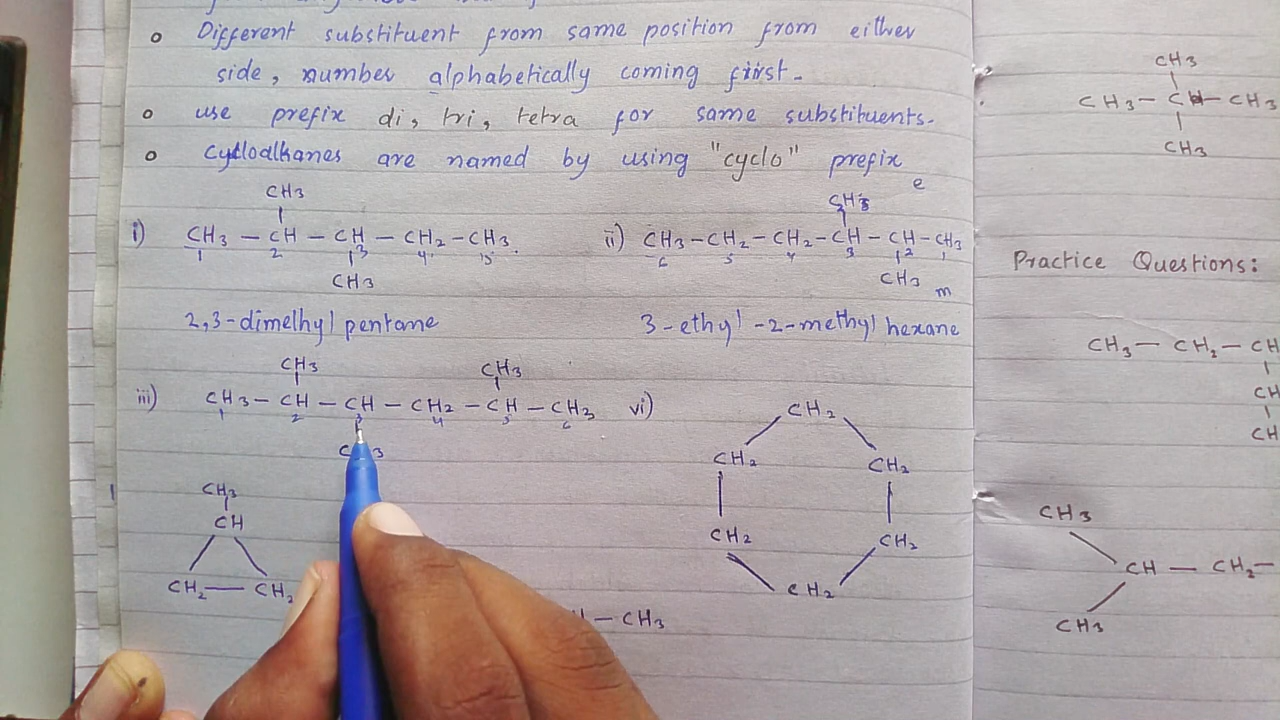 o Different substituent from same position from either
side, number alphabetically coming first.
o use prefix di, tri, tetra for same substituents.
o Cycloalkanes are named by using "cyclo" prefix
e
CH3
i) CH3 — CH — CH — CH2 — CH3.
1 2 3 4 5
CH3
2,3-dimethyl pentane
CH3
ii) CH3 — CH2 — CH2 — CH — CH — CH3
6 5 4 3 2 1
CH3 m
3-ethyl -2-methyl hexane
CH3 CH3
iii) CH3 — CH — CH — CH2 — CH — CH3
1 2 3 4 5 6
C 3
CH3
CH
CH2 — CH2
— CH3
vi) CH2
CH2 CH2
CH2 CH2
CH2
CH3
CH3 — CH — CH3
CH3
Practice Questions:
CH3 — CH2 — CH
CH
CH
CH3
CH — CH2 —
CH3